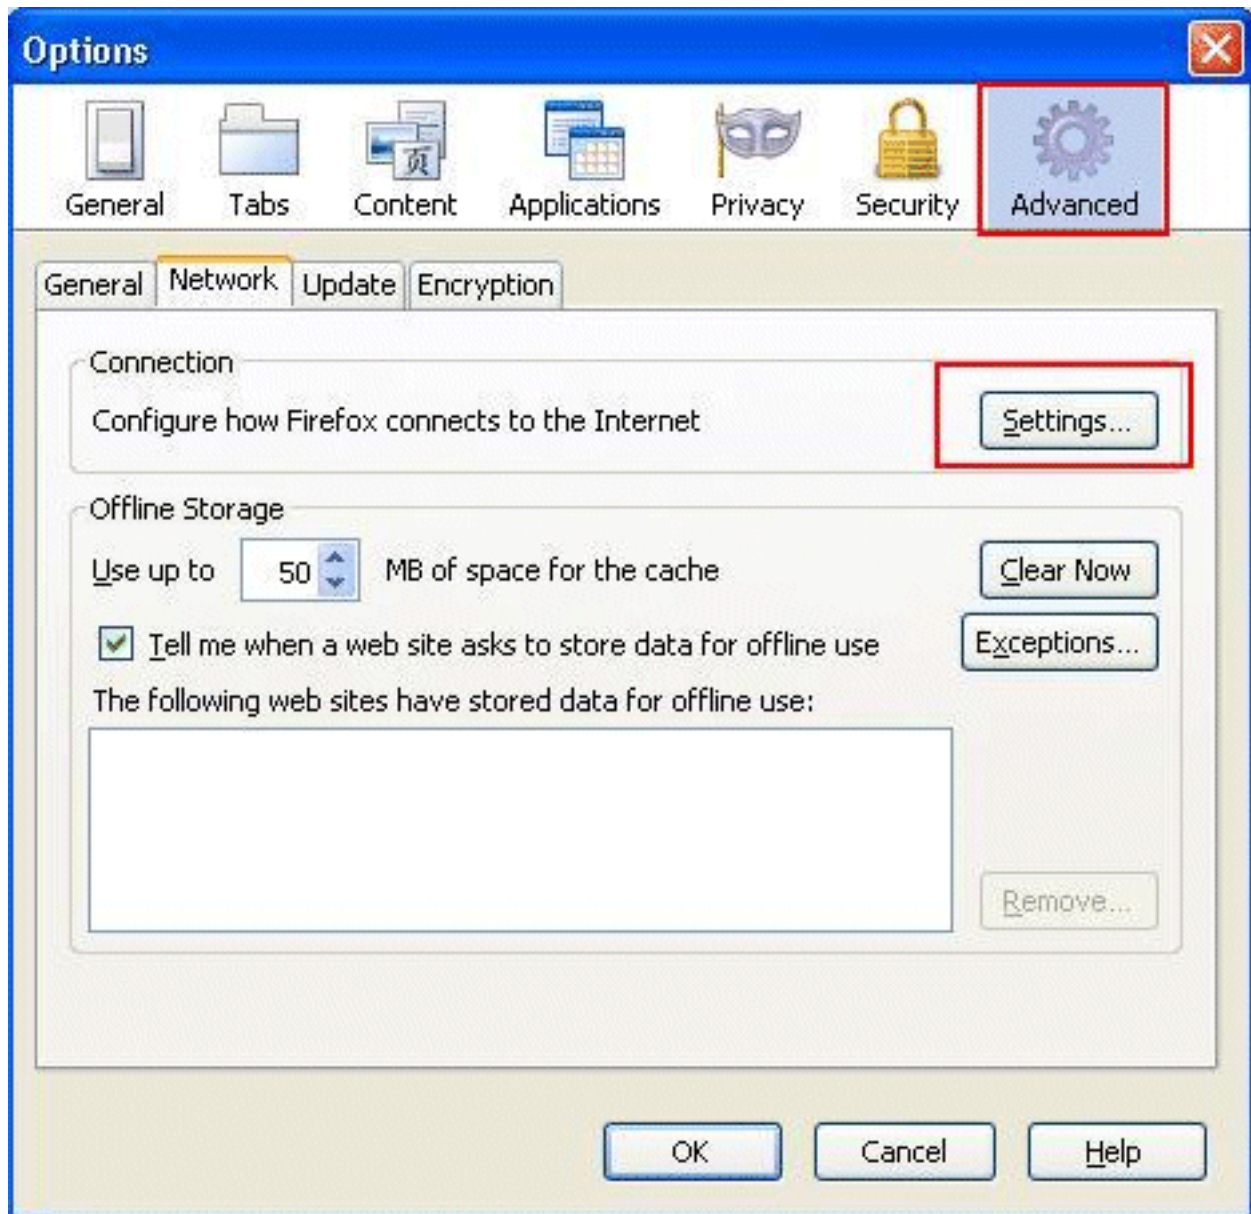 Options
General Tabs Content Applications Privacy Security Advanced
页
General Network Update Encryption
Connection
Configure how Firefox connects to the Internet Settings...
Offline Storage
Use up to 50 MB of space for the cache Clear Now
Tell me when a web site asks to store data for offline use Exceptions...
The following web sites have stored data for offline use:
Remove...
OK Cancel Help